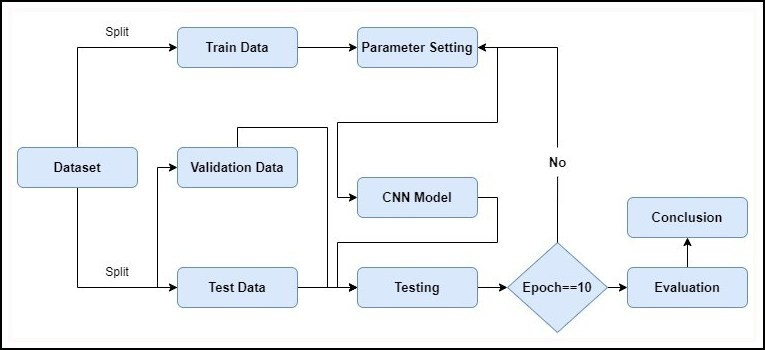 Split
Train Data
Parameter Setting
Dataset
Validation Data
No
CNN Model
Conclusion
Split
Test Data
Testing
Epoch==10
Evaluation